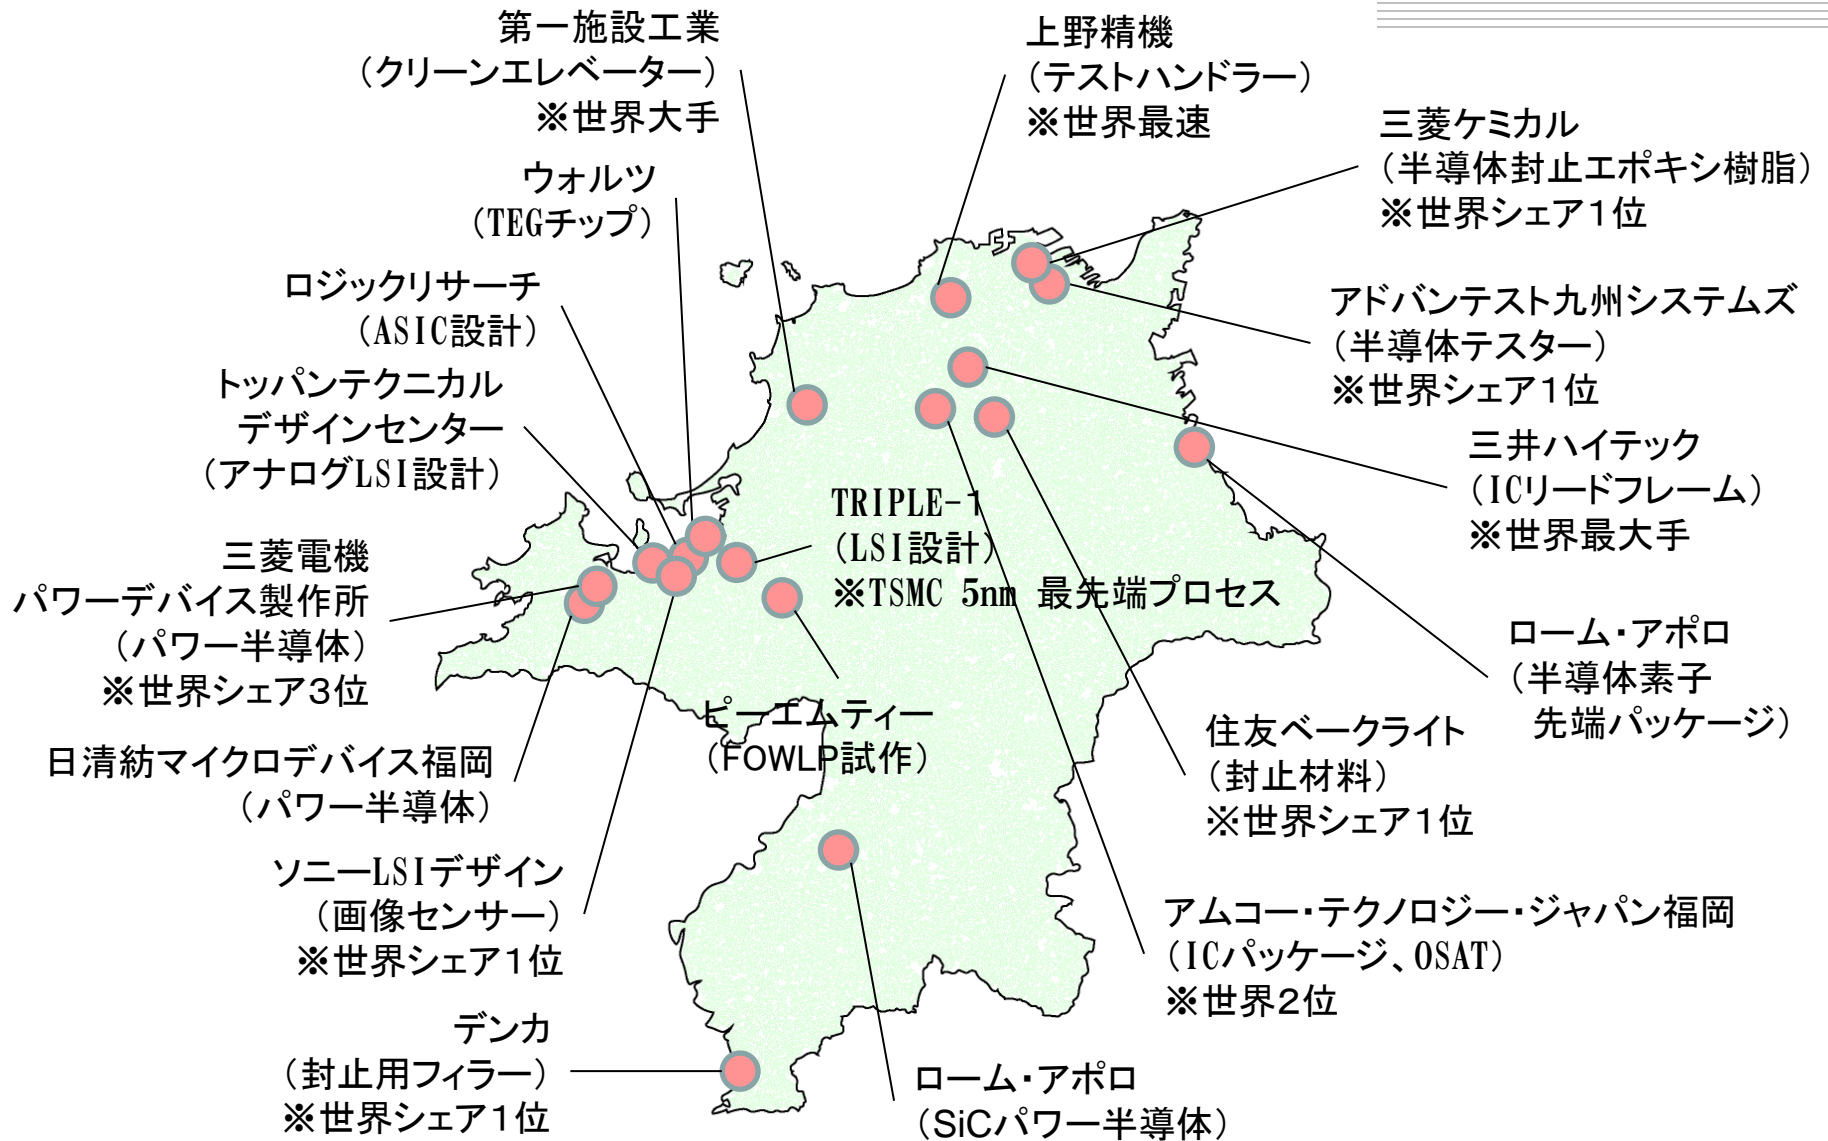 第一施設工業
（クリーンエレベーター）
※世界大手
上野精機
（テストハンドラー）
※世界最速
三菱ケミカル
（半導体封止エポキシ樹脂）
※世界シェア１位
ウォルツ
（TEGチップ）
ロジックリサーチ
（ASIC設計）
アドバンテスト九州システムズ
（半導体テスター）
※世界シェア１位
トッパンテクニカル
デザインセンター
（アナログLSI設計）
三井ハイテック
（ICリードフレーム）
※世界最大手
TRIPLE-１
（LSI設計）
※TSMC 5nm 最先端プロセス
三菱電機
パワーデバイス製作所
（パワー半導体）
※世界シェア３位
ローム・アポロ
（半導体素子
先端パッケージ）
ピーエムティー
（FOWLP試作）
住友ベークライト
（封止材料）
※世界シェア１位
日清紡マイクロデバイス福岡
（パワー半導体）
ソニーLSIデザイン
（画像センサー）
※世界シェア１位
アムコー・テクノロジー・ジャパン福岡
（ICパッケージ、OSAT）
※世界２位
デンカ
（封止用フィラー）
※世界シェア１位
ローム・アポロ
（SiCパワー半導体）